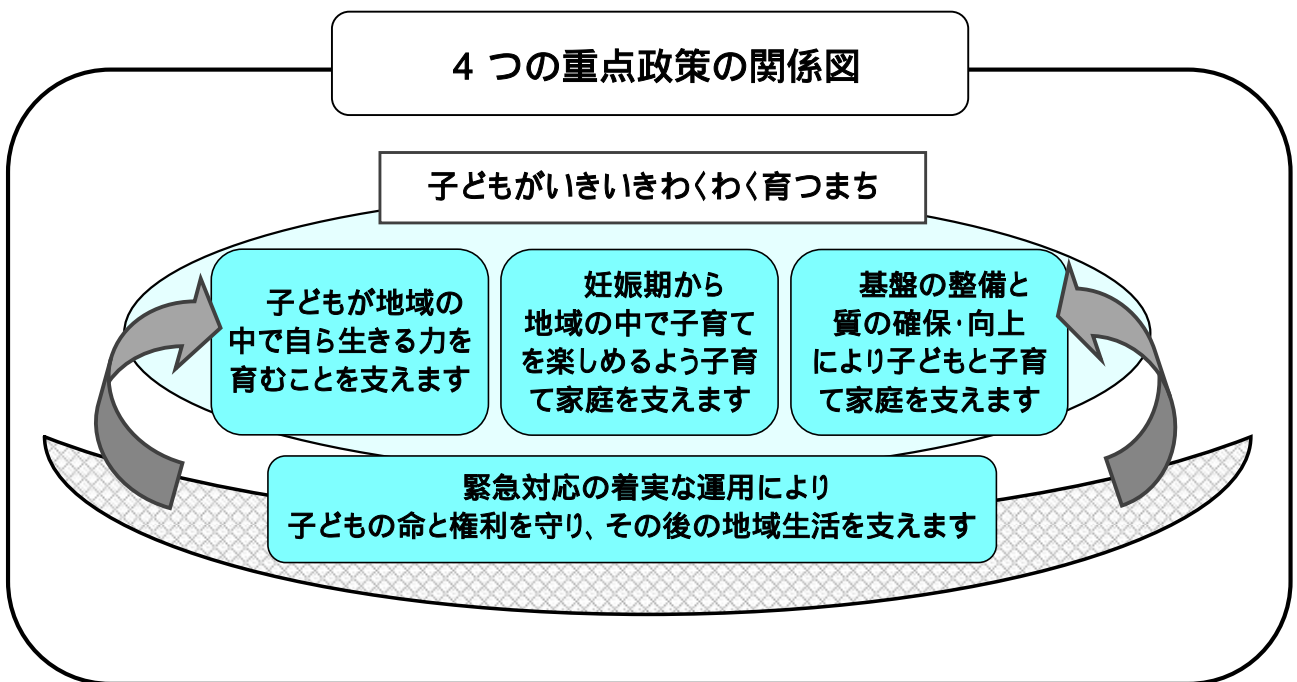 4 つの重点政策の関係図
子どもがいきいきわくわく育つまち
子どもが地域の
中で自ら生きる力を
育むことを支えます
妊娠期から
地域の中で子育て
を楽しめるよう子育
て家庭を支えます
基盤の整備と
質の確保・向上
により子どもと子育
て家庭を支えます
緊急対応の着実な運用により
子どもの命と権利を守り、その後の地域生活を支えます